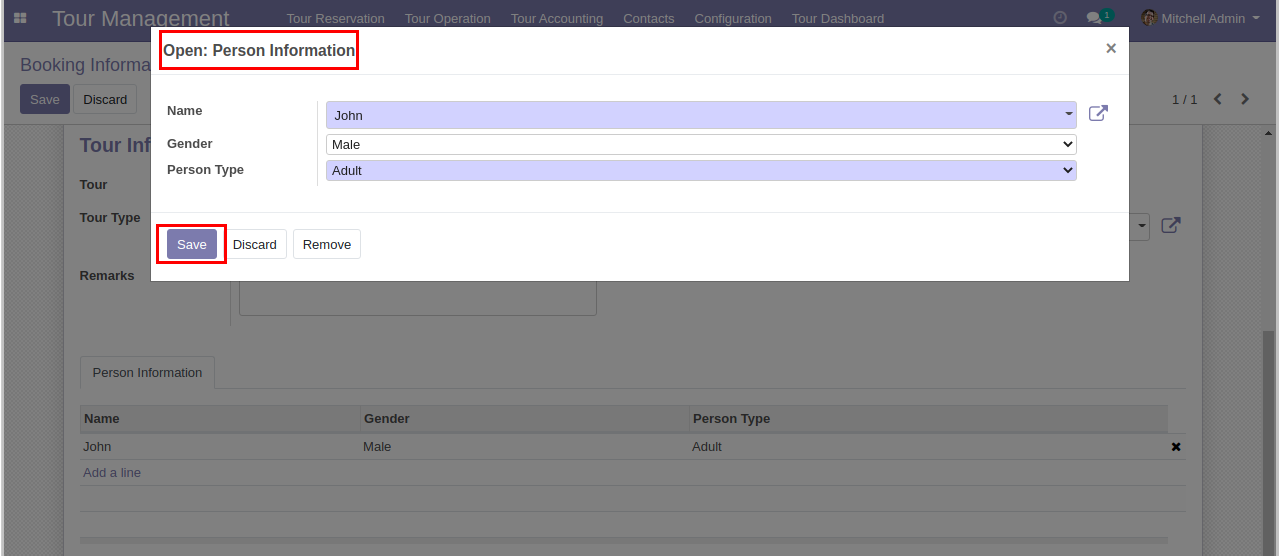 Tour Management Tour Reservation Tour Operation Tour Accounting Contacts Configuration Tour Dashboard 1 Mitchell Admin
Open: Person Information ×
Booking Informa
Save Discard 1 / 1
Name John
Gender Male
Person Type Adult
Tour Inf
Tour
Tour Type
Save Discard Remove
Remarks
Person Information
Name Gender Person Type
John Male Adult
Add a line